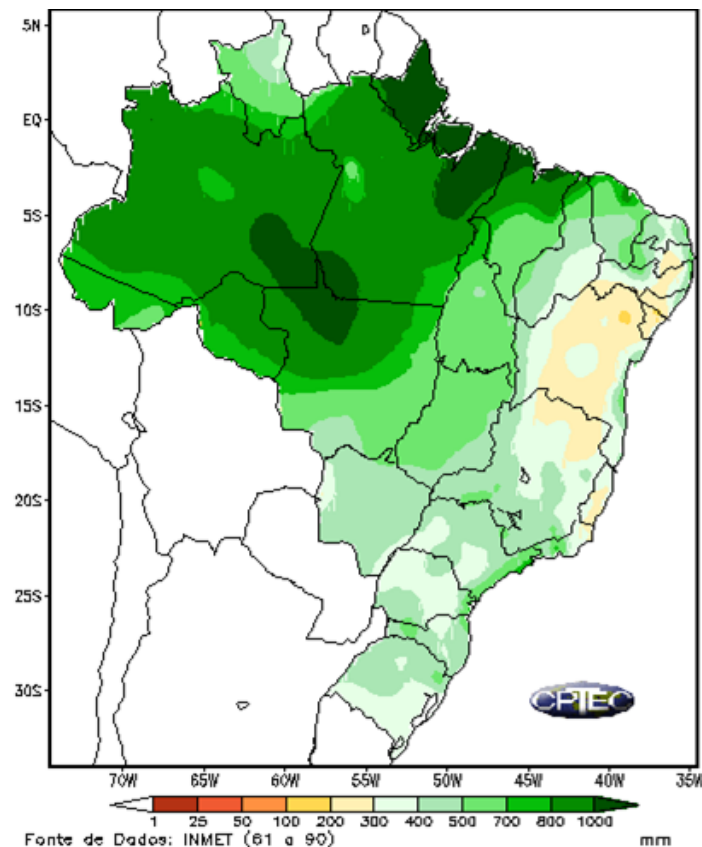 5N
EQ
5S
10S
15S
20S
25S
30S
CPTEC
70W 65W 60W 55W 50W 45W 40W 35W
1 25 50 100 200 300 400 500 700 800 1000
Fonte de Dados: INMET (61 a 90) mm